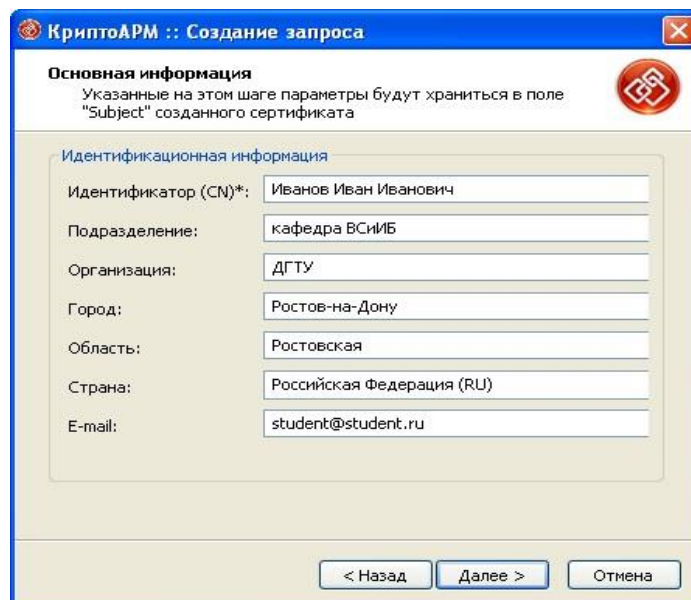 КриптоАРМ :: Создание запроса
Основная информация
Указанные на этом шаге параметры будут храниться в поле
"Subject" созданного сертификата
Идентификационная информация
Идентификатор (CN)*: Иванов Иван Иванович
Подразделение: кафедра ВСиИБ
Организация: ДГТУ
Город: Ростов-на-Дону
Область: Ростовская
Страна: Российская Федерация (RU)
E-mail: student@student.ru
< Назад Далее > Отмена